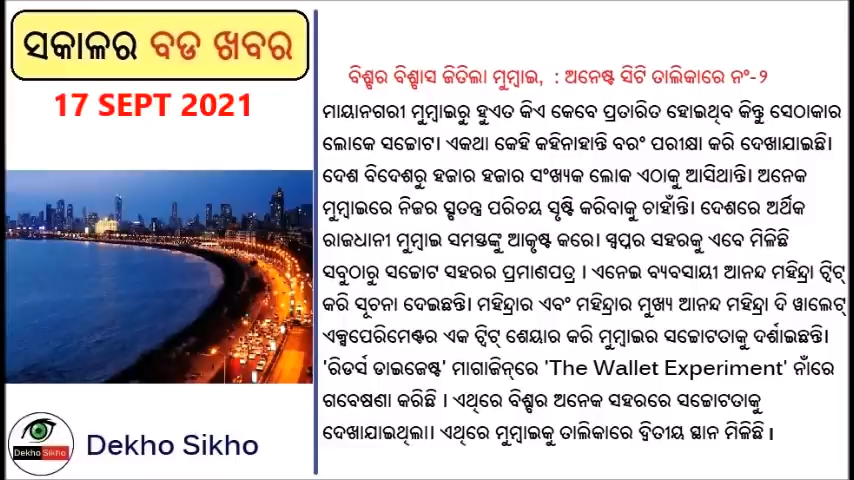 ସକାଳର ବଡ ଖବର
17 SEPT 2021
ବିଶ୍ବର ବିଶ୍ବାସ ଜିତିଲା ମୁମ୍ବାଇ, : ଅନେଷ୍ଟ ସିଟି ତାଲିକାରେ ନଂ-୨
ମାୟାନଗରୀ ମୁମ୍ବାଇରୁ ହୁଏତ କିଏ କେବେ ପ୍ରତାରିତ ହୋଇଥିବ କିନ୍ତୁ ସେଠାକାର
ଲୋକେ ସଚ୍ଚୋଟ। ଏକଥା କେହି କହିନାହାନ୍ତି ବରଂ ପରୀକ୍ଷା କରି ଦେଖାଯାଇଛି।
ଦେଶ ବିଦେଶରୁ ହଜାର ହଜାର ସଂଖ୍ୟକ ଲୋକ ଏଠାକୁ ଆସିଥାନ୍ତି। ଅନେକ
ମୁମ୍ବାଇରେ ନିଜର ସ୍ବତନ୍ତ୍ର ପରିଚୟ ସୃଷ୍ଟି କରିବାକୁ ଚାହାଁନ୍ତି। ଦେଶରେ ଅର୍ଥିକ
ରାଜଧାନୀ ମୁମ୍ବାଇ ସମସ୍ତଙ୍କୁ ଆକୃଷ୍ଟ କରେ। ସ୍ବପ୍ନର ସହରକୁ ଏବେ ମିଳିଛି
ସବୁଠାରୁ ସଚ୍ଚୋଟ ସହରର ପ୍ରମାଣପତ୍ର । ଏନେଇ ବ୍ୟବସାୟୀ ଆନନ୍ଦ ମହିନ୍ଦ୍ରା ଟ୍ବିଟ୍
କରି ସୂଚନା ଦେଇଛନ୍ତି। ମହିନ୍ଦ୍ରାର ଏବଂ ମହିନ୍ଦ୍ରାର ମୁଖ୍ୟ ଆନନ୍ଦ ମହିନ୍ଦ୍ରା ଦି ୱାଲେଟ୍
ଏକ୍ସପେରିମେଣ୍ଟର ଏକ ଟ୍ବିଟ୍ ଶେୟାର କରି ମୁମ୍ବାଇର ସଚ୍ଚୋଟତାକୁ ଦର୍ଶାଇଛନ୍ତି।
'ରିଡର୍ସ ଡାଇଜେଷ୍ଟ' ମାଗାଜିନ୍‌ରେ 'The Wallet Experiment' ନାଁରେ
ଗବେଷଣା କରିଛି । ଏଥିରେ ବିଶ୍ବର ଅନେକ ସହରରେ ସଚ୍ଚୋଟତାକୁ
ଦେଖାଯାଇଥିଲା। ଏଥିରେ ମୁମ୍ବାଇକୁ ତାଲିକାରେ ଦ୍ବିତୀୟ ସ୍ଥାନ ମିଳିଛି ।
Dekho Sikho
Dekho Sikho